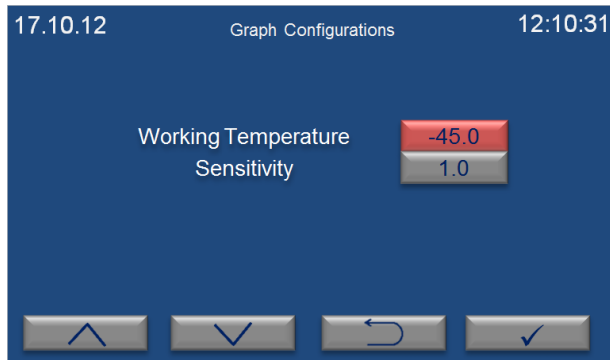 17.10.12 Graph Configurations 12:10:31
Working Temperature -45.0
Sensitivity 1.0